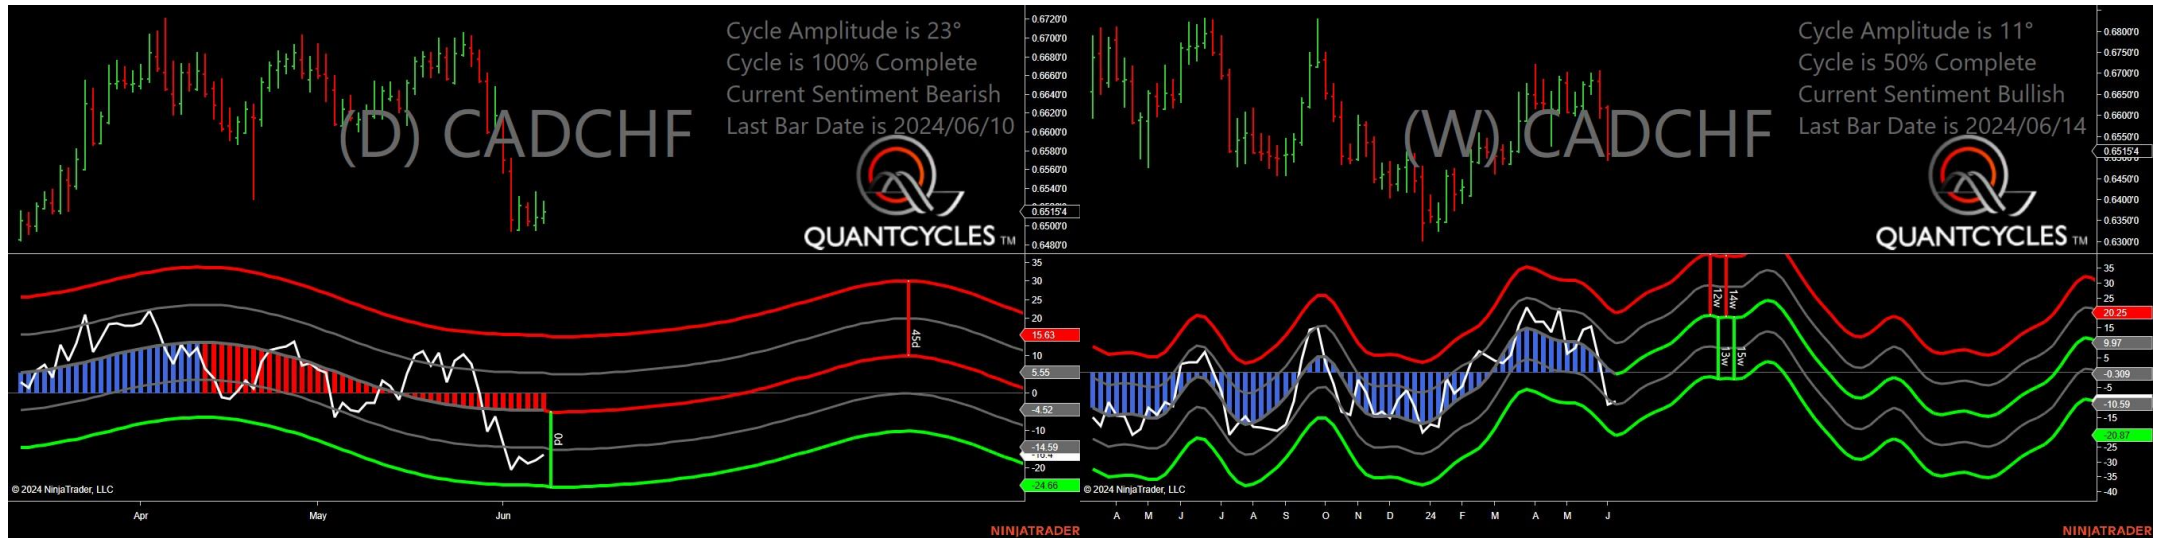 Cycle Amplitude is 23°
Cycle is 100% Complete
Current Sentiment Bearish
Last Bar Date is 2024/06/10
(D) CADCHF
QUANTCYCLES TM
0.6720'0
0.6700'0
0.6680'0
0.6660'0
0.6640'0
0.6620'0
0.6600'0
0.6580'0
0.6560'0
0.6540'0
0.6515'4
0.6500'0
0.6480'0
35
30
25
20
15.63
10
5.55
0
-4.52
-10
-14.59
-20
-24.66
45d
0d
© 2024 NinjaTrader, LLC
Apr May Jun
NINJATRADER
Cycle Amplitude is 11°
Cycle is 50% Complete
Current Sentiment Bullish
Last Bar Date is 2024/06/14
(W) CADCHF
QUANTCYCLES TM
0.6800'0
0.6750'0
0.6700'0
0.6650'0
0.6600'0
0.6550'0
0.6515'4
0.6450'0
0.6400'0
0.6350'0
0.6300'0
35
30
25
20.25
15
9.97
5
-0.309
-5
-10.59
-15
-20.87
-25
-30
-35
-40
12w 14w
13w 15w
© 2024 NinjaTrader, LLC
A M J J A S O N D 24 F M A M J
NINJATRADER